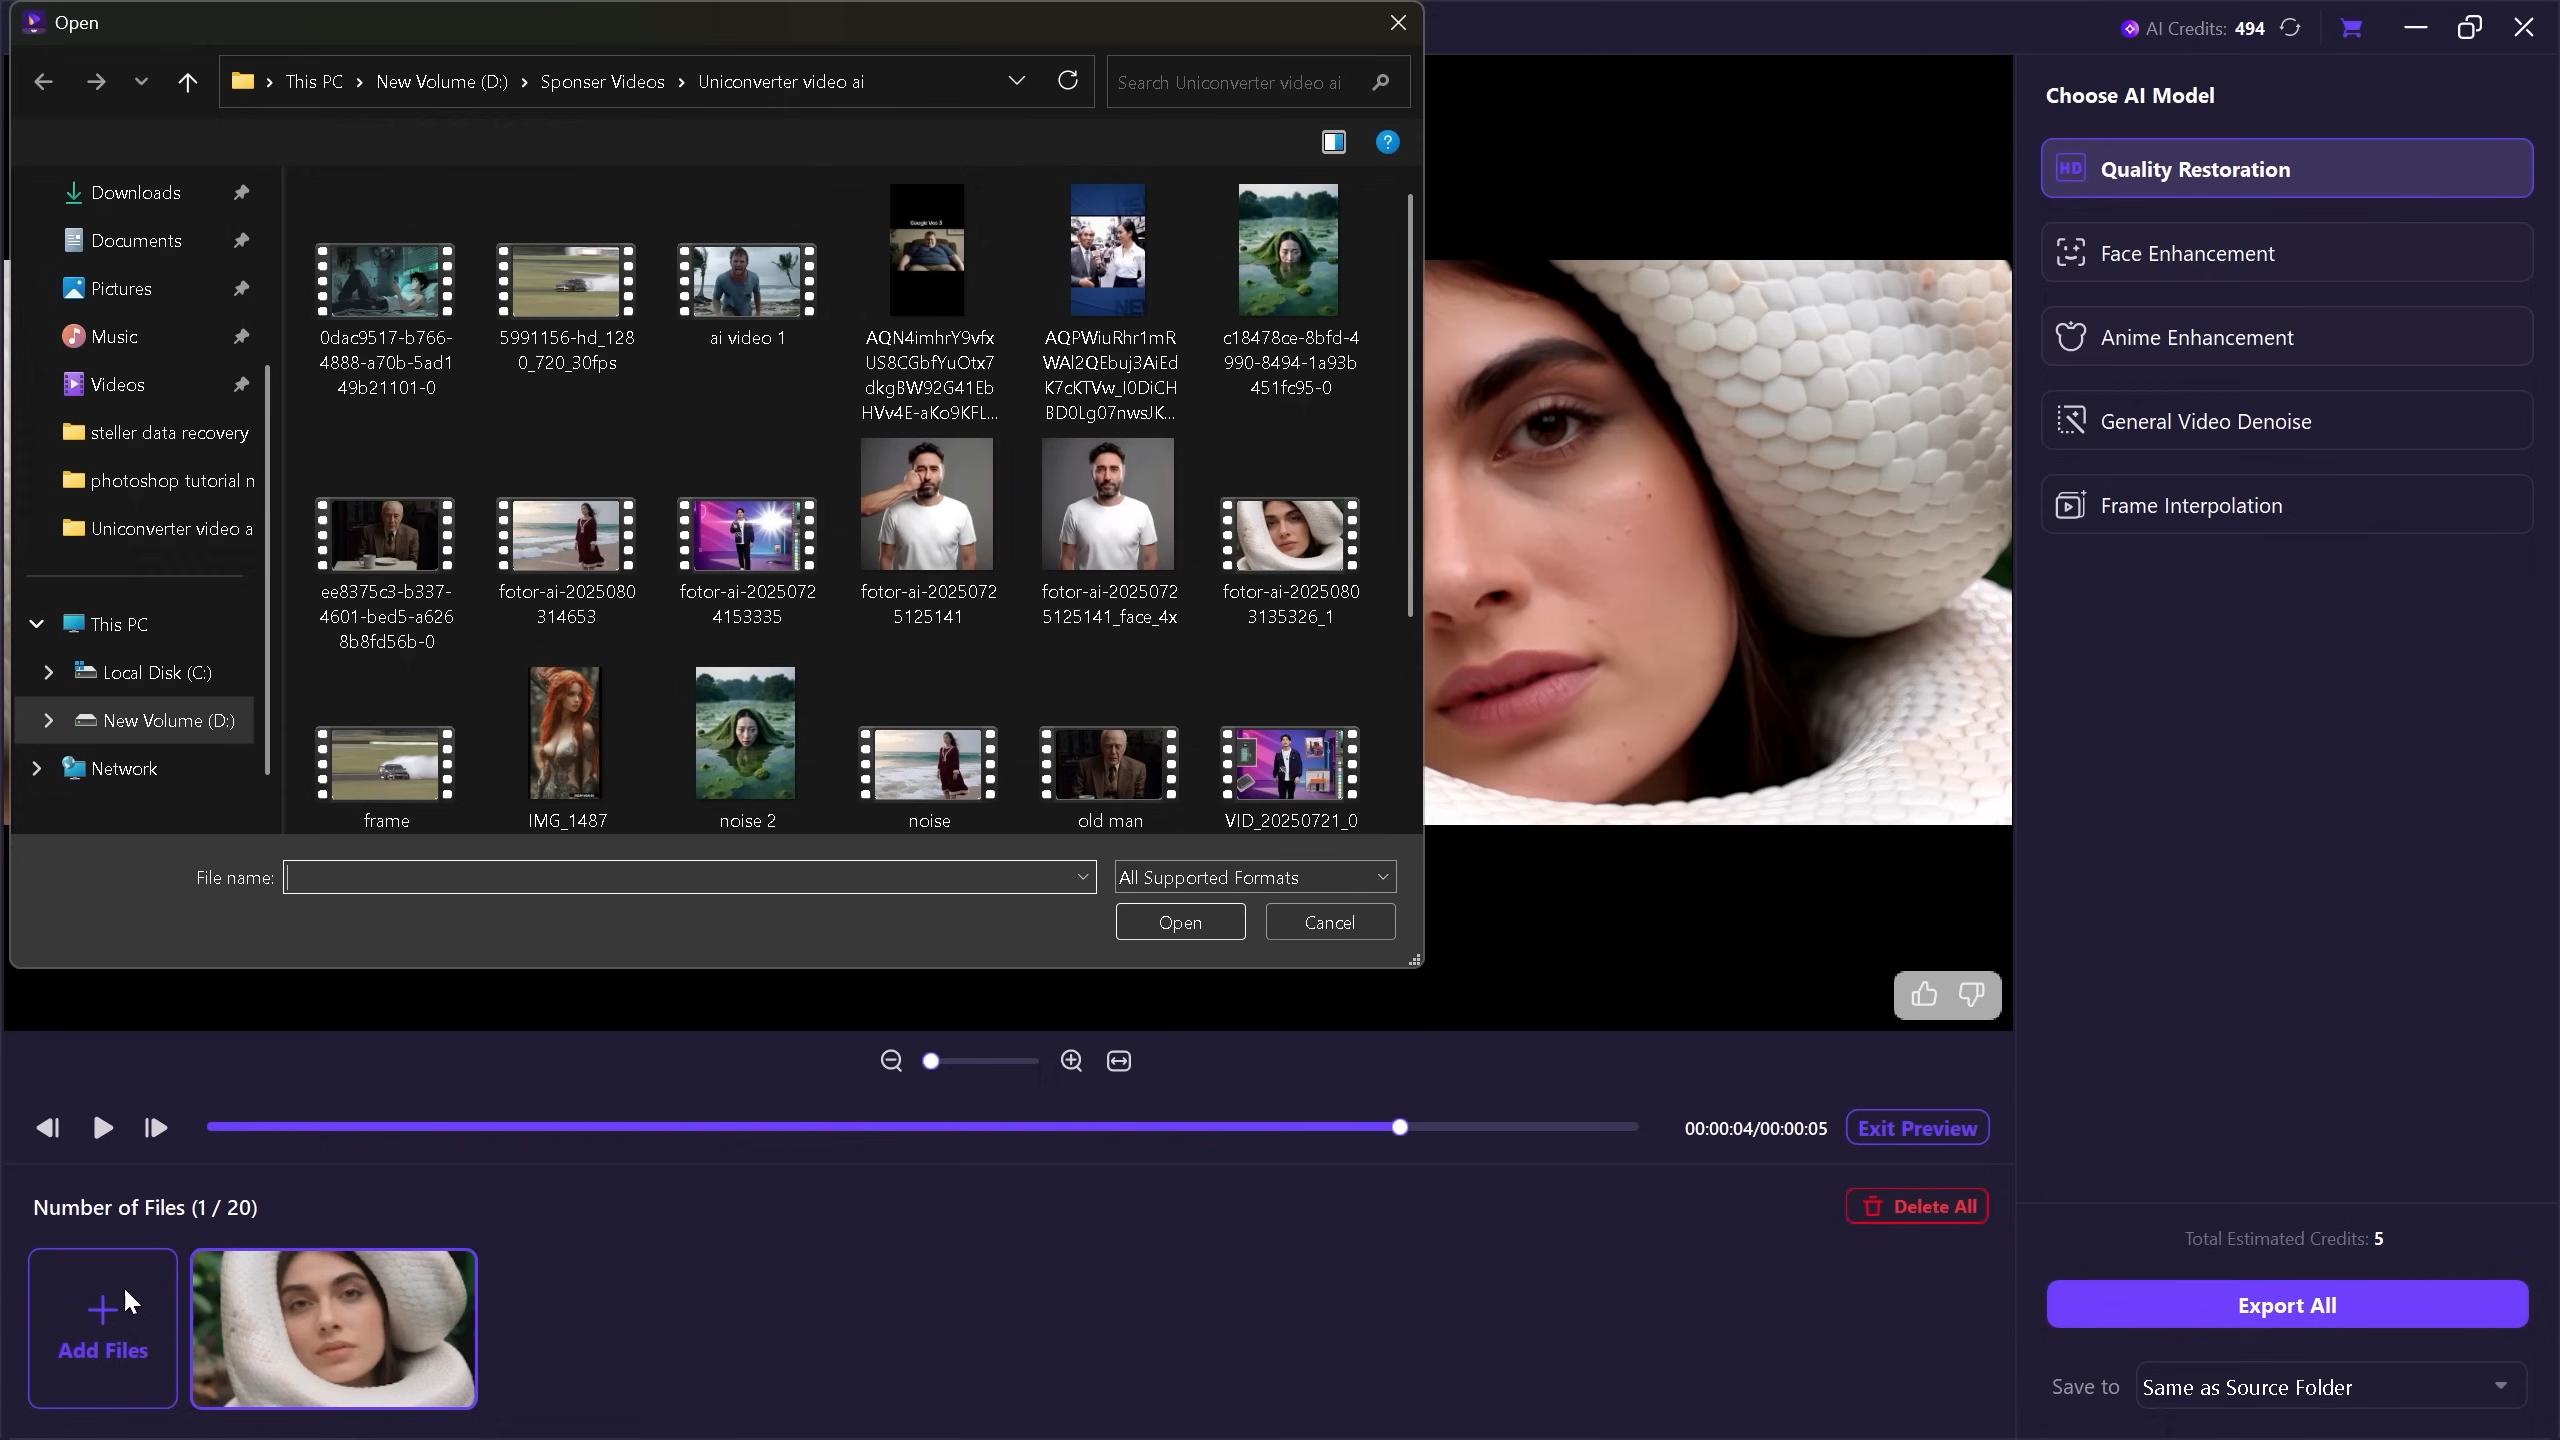 Open
AI Credits: 494
This PC
New Volume (D:)
Sponser Videos
Uniconverter video ai
Search Uniconverter video ai
Choose AI Model
HD Quality Restoration
Face Enhancement
Anime Enhancement
General Video Denoise
Frame Interpolation
Downloads
Documents
Pictures
Music
Videos
steller data recovery
photoshop tutorial n
Uniconverter video a
This PC
Local Disk (C:)
New Volume (D:)
Network
Google Veo 3
0dac9517-b766-
4888-a70b-5ad1
49b21101-0
5991156-hd_128
0_720_30fps
ai video 1
AQN4imhrY9vfx
US8CGbfYuOtx7
dkgBW92G41Eb
HVv4E-aKo9KFL...
AQPWiuRhr1mR
WAl2QEbuj3AiEd
K7cKTVw_I0DiCH
BD0Lg07nwsJK...
c18478ce-8bfd-4
990-8494-1a93b
451fc95-0
ee8375c3-b337-
4601-bed5-a626
8b8fd56b-0
fotor-ai-2025080
314653
fotor-ai-2025072
4153335
fotor-ai-2025072
5125141
fotor-ai-2025072
5125141_face_4x
fotor-ai-2025080
3135326_1
frame
IMG_1487
noise 2
noise
old man
VID_20250721_0
File name:
All Supported Formats
Open
Cancel
00:00:04/00:00:05
Exit Preview
Number of Files (1 / 20)
Delete All
Add Files
Total Estimated Credits: 5
Export All
Save to
Same as Source Folder